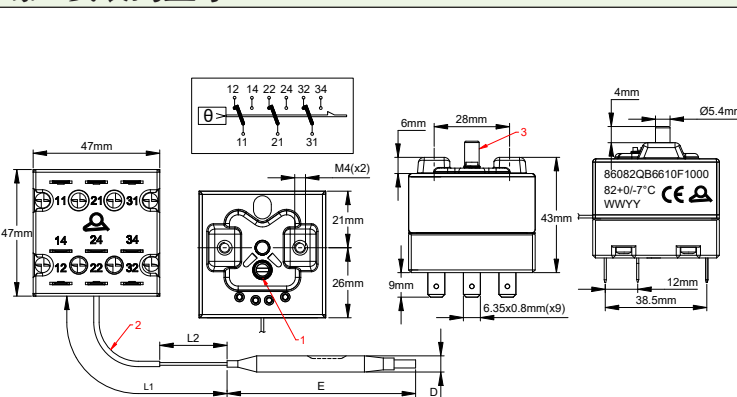 12 14 22 24 32 34
θ
11 21 31
47mm
47mm
11 21 31
14 24 34
12 22 32
2
L2
L1
E
D
M4(x2)
21mm
26mm
1
28mm
6mm
3
43mm
9mm
6.35x0.8mm(x9)
4mm
Ø5.4mm
86082QB6610F1000
82+0/-7°C
WWYY
CE
12mm
38.5mm